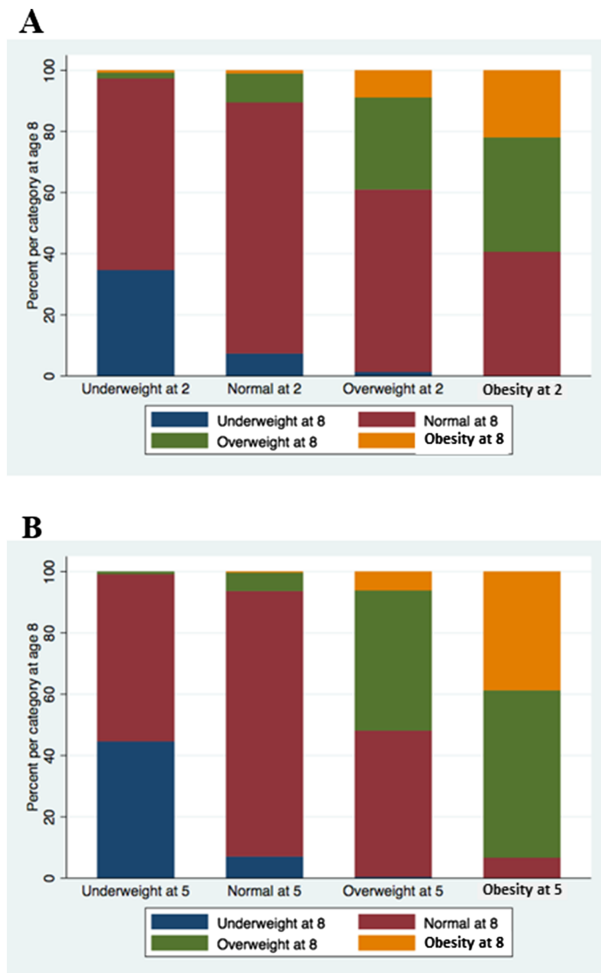 A
Percent per category at age 8
100
80
60
40
20
0
Underweight at 2 Normal at 2 Overweight at 2 Obesity at 2
Underweight at 8 Normal at 8
Overweight at 8 Obesity at 8
B
Percent per category at age 8
100
80
60
40
20
0
Underweight at 5 Normal at 5 Overweight at 5 Obesity at 5
Underweight at 8 Normal at 8
Overweight at 8 Obesity at 8